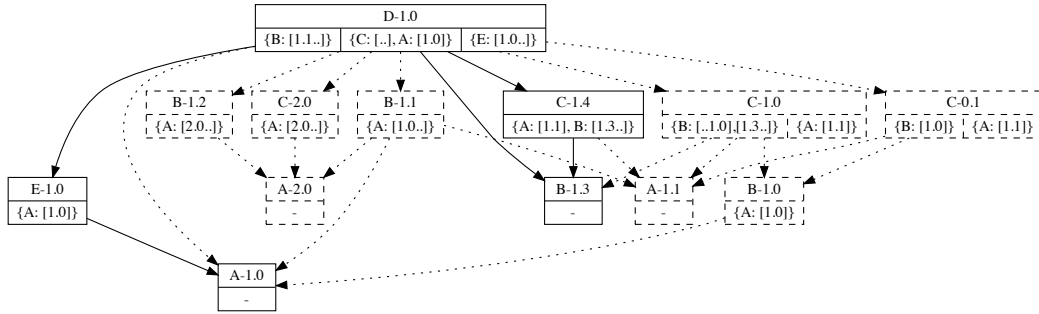 D-1.0
{B: [1.1..]} {C: [..], A: [1.0]} {E: [1.0..]}
B-1.2 C-2.0 B-1.1 C-1.4 C-1.0 C-0.1
{A: [2.0..]} {A: [2.0..]} {A: [1.0..]} {A: [1.1], B: [1.3..]} {B: [..1.0],[1.3..]} {A: [1.1]} {B: [1.0]} {A: [1.1]}
E-1.0 A-2.0 B-1.3 A-1.1 B-1.0
{A: [1.0]} - - - {A: [1.0]}
A-1.0
-